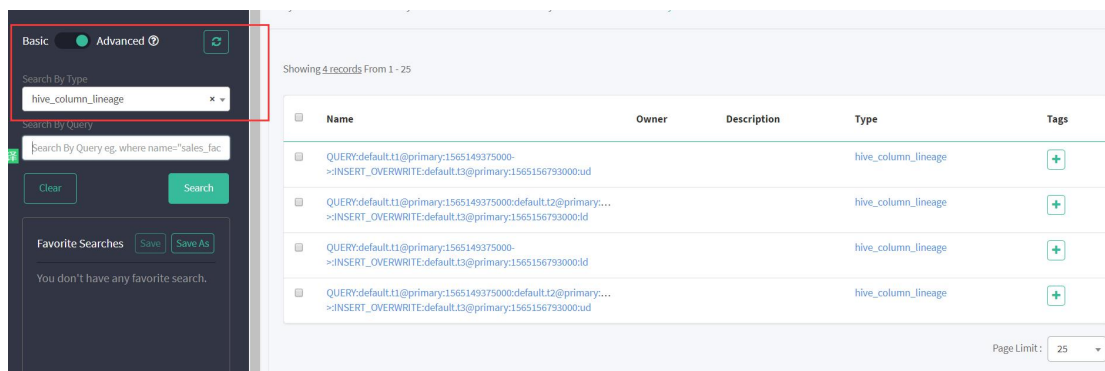 Basic Advanced
Search By Type
hive_column_lineage × 
Search By Query
Search By Query eg. where name="sales_fac
译
Clear Search
Favorite Searches Save Save As
You don't have any favorite search.
Showing 4 records From 1 - 25
Name Owner Description Type Tags
QUERY:default.t1@primary:1565149375000-
>:INSERT_OVERWRITE:default.t3@primary:1565156793000:ud
hive_column_lineage +
QUERY:default.t1@primary:1565149375000:default.t2@primary:...
>:INSERT_OVERWRITE:default.t3@primary:1565156793000:ld
hive_column_lineage +
QUERY:default.t1@primary:1565149375000-
>:INSERT_OVERWRITE:default.t3@primary:1565156793000:ld
hive_column_lineage +
QUERY:default.t1@primary:1565149375000:default.t2@primary:...
>:INSERT_OVERWRITE:default.t3@primary:1565156793000:ud
hive_column_lineage +
Page Limit : 25